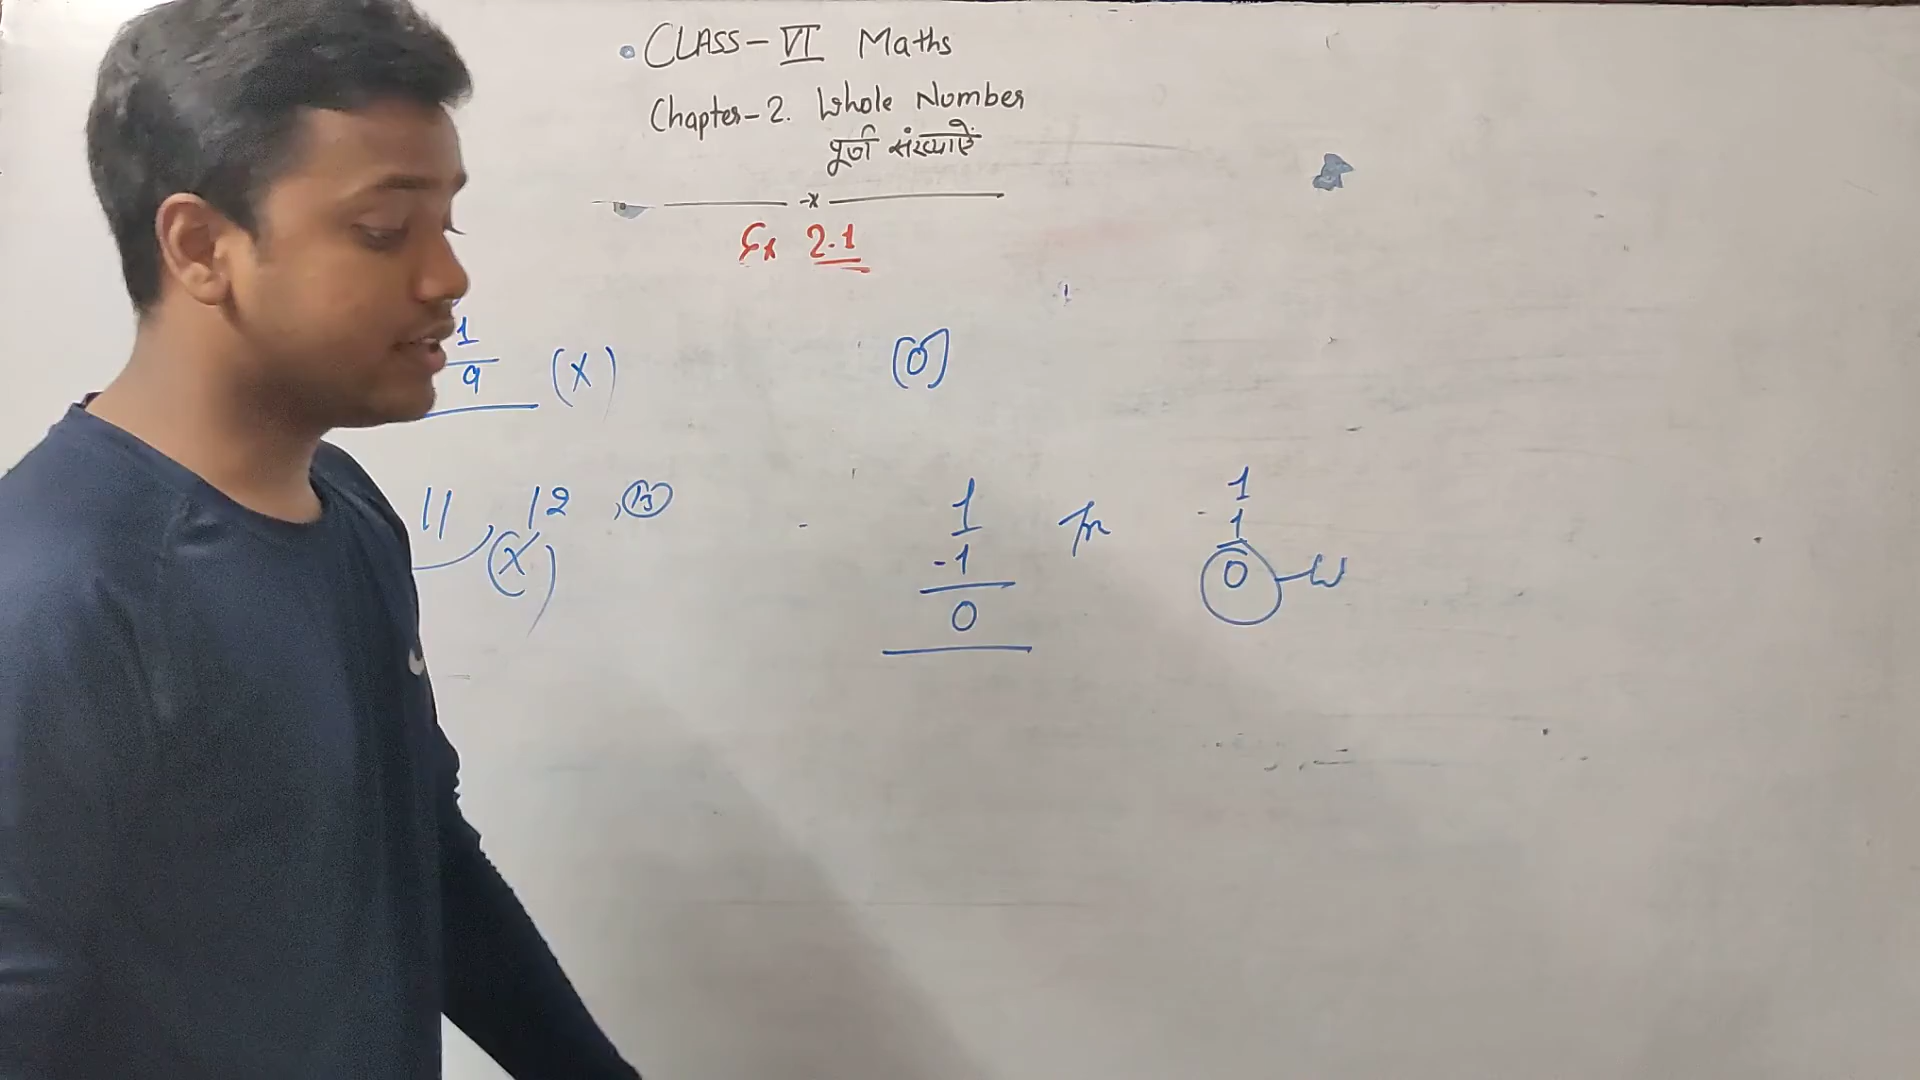 CLASS - VI Maths
Chapter - 2. Whole Number
पूर्ण संख्याऐं
x
Ex 2.1
1
9 (x)
(0)
11, 12, 13
(x)
1
-1
0
1
1
0 - W